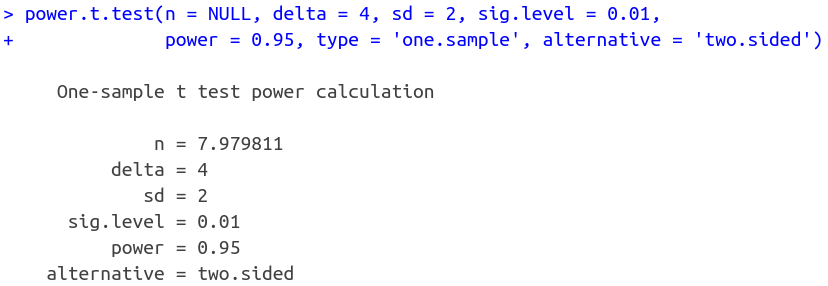 > power.t.test(n = NULL, delta = 4, sd = 2, sig.level = 0.01,
+              power = 0.95, type = 'one.sample', alternative = 'two.sided')
One-sample t test power calculation
n = 7.979811
delta = 4
sd = 2
sig.level = 0.01
power = 0.95
alternative = two.sided